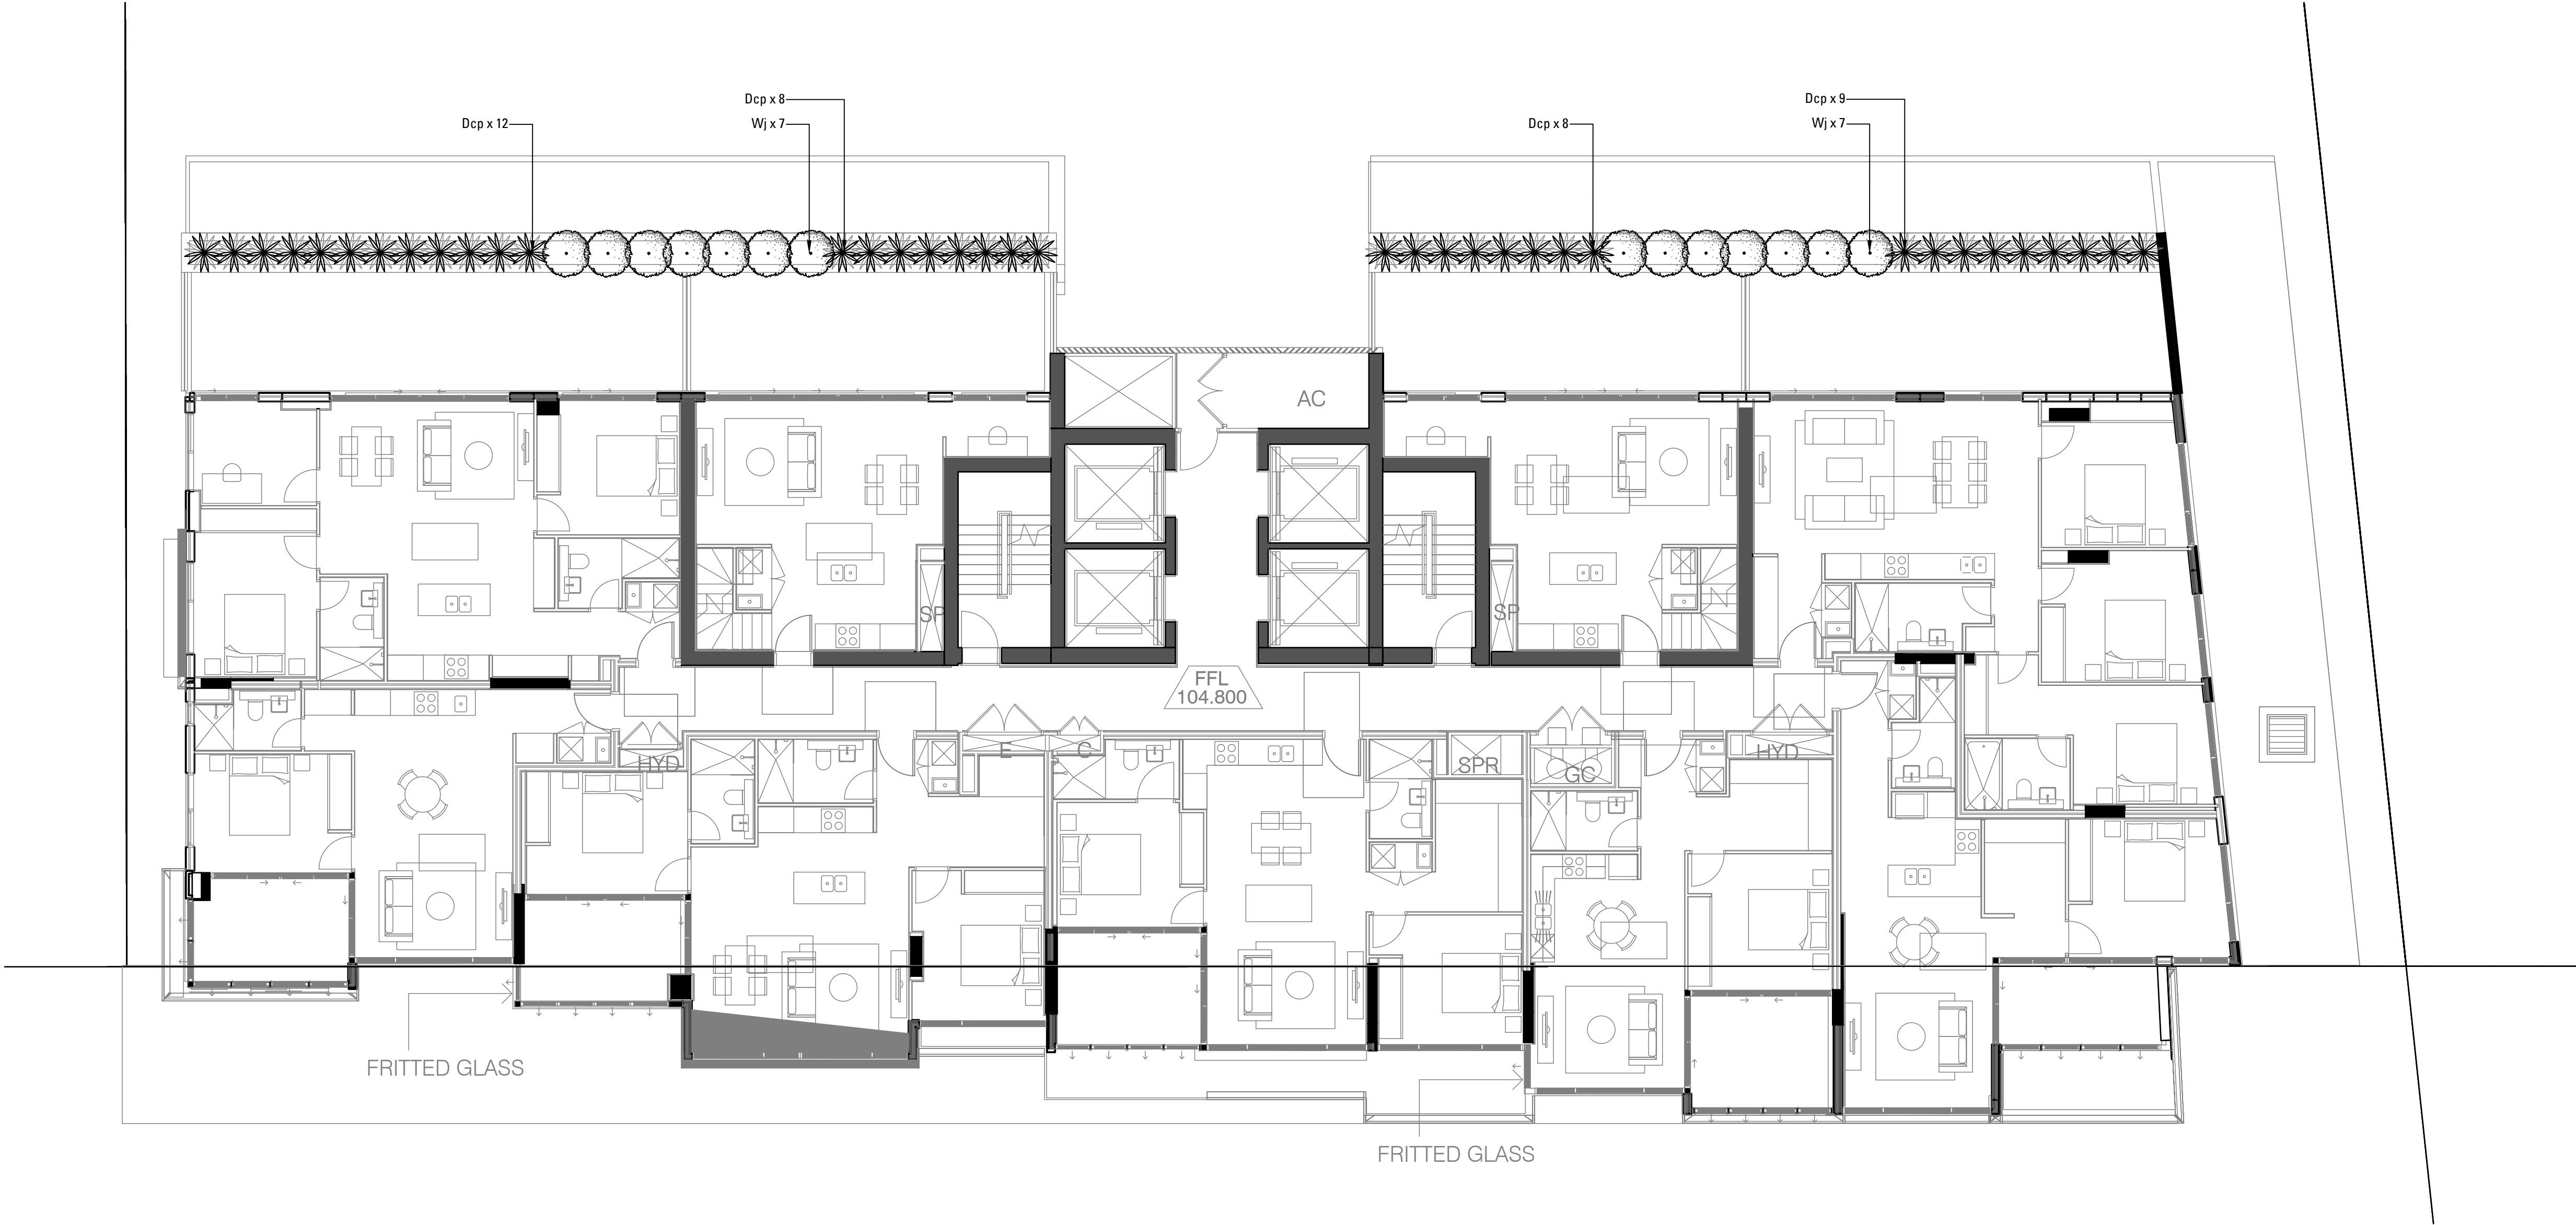 Dcp x 8
Dcp x 9
Dcp x 12
Wj x 7
Dcp x 8
Wj x 7
AC
SP
SP
FFL
104.800
HYD
E
C
SPR
GC
HYD
FRITTED GLASS
FRITTED GLASS